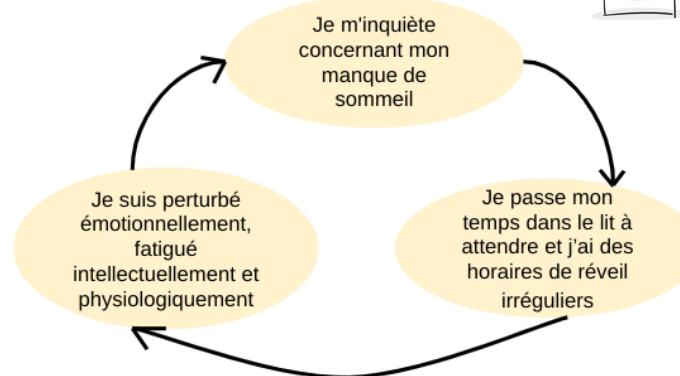 Je m'inquiète
concernant mon
manque de
sommeil
Je suis perturbé
émotionnellement,
fatigué
intellectuellement et
physiologiquement
Je passe mon
temps dans le lit à
attendre et j'ai des
horaires de réveil
irréguliers